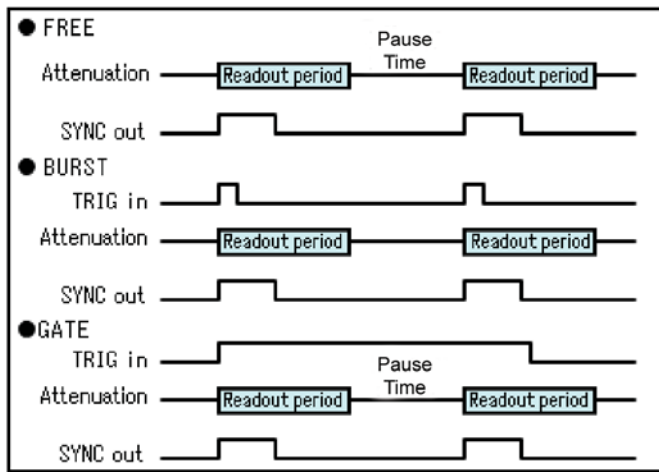 ● FREE
Pause
Time
Attenuation Readout period Readout period
SYNC out
● BURST
TRIG in
Attenuation Readout period Readout period
SYNC out
●GATE
TRIG in
Pause
Time
Attenuation Readout period Readout period
SYNC out